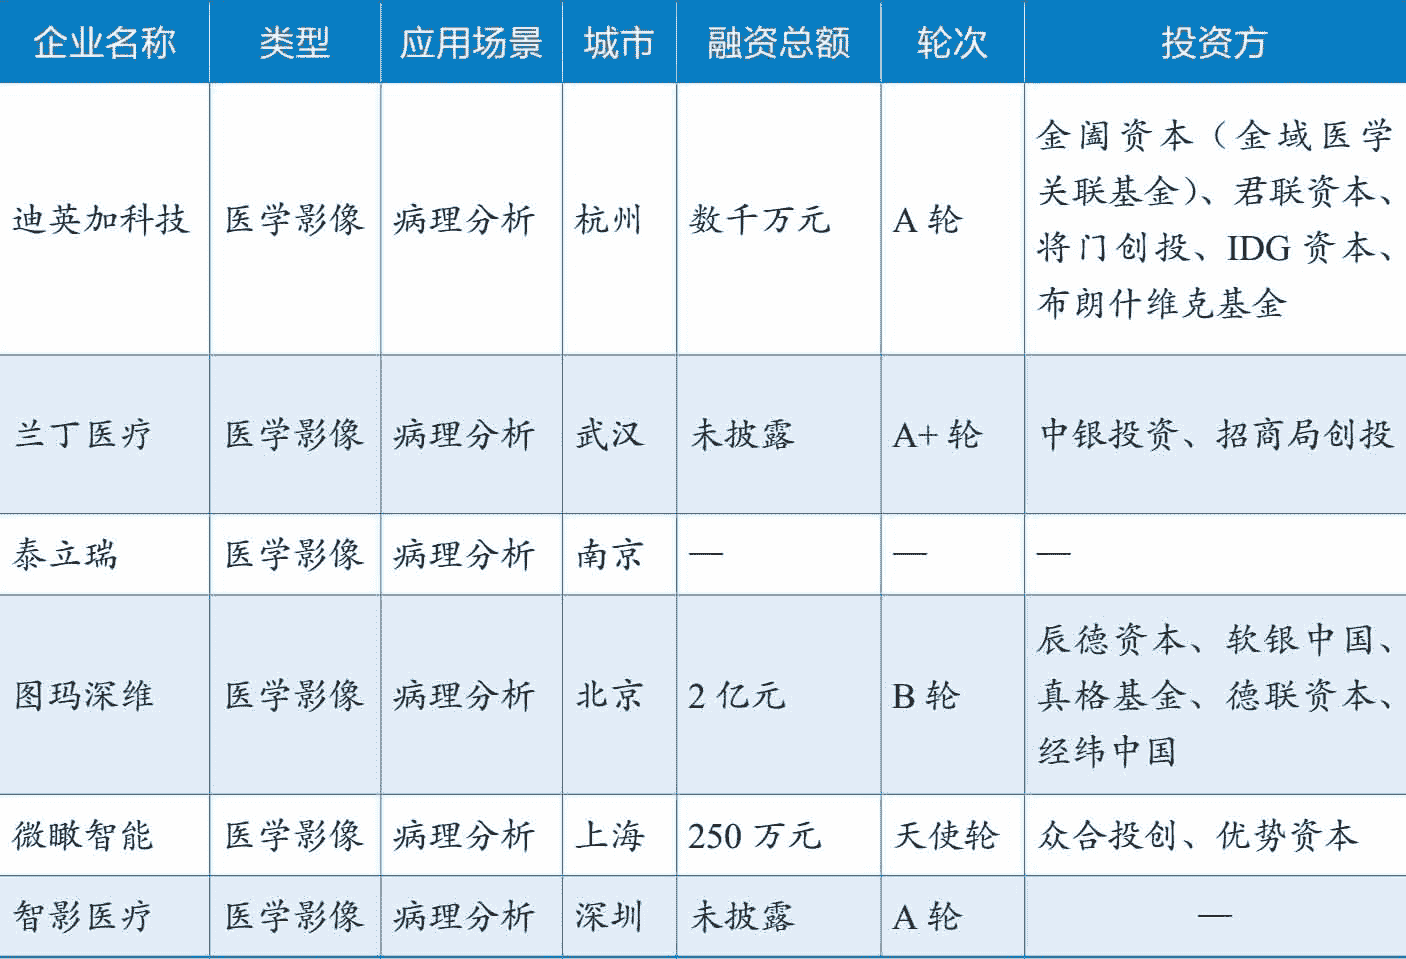 企业名称 类型 应用场景 城市 融资总额 轮次 投资方
迪英加科技 医学影像 病理分析 杭州 数千万元 A 轮 金阖资本（金域医学
关联基金）、君联资本、
将门创投、IDG 资本、
布朗什维克基金
兰丁医疗 医学影像 病理分析 武汉 未披露 A+ 轮 中银投资、招商局创投
泰立瑞 医学影像 病理分析 南京 — — —
图玛深维 医学影像 病理分析 北京 2 亿元 B 轮 辰德资本、软银中国、
真格基金、德联资本、
经纬中国
微瞰智能 医学影像 病理分析 上海 250 万元 天使轮 众合投创、优势资本
智影医疗 医学影像 病理分析 深圳 未披露 A 轮 —